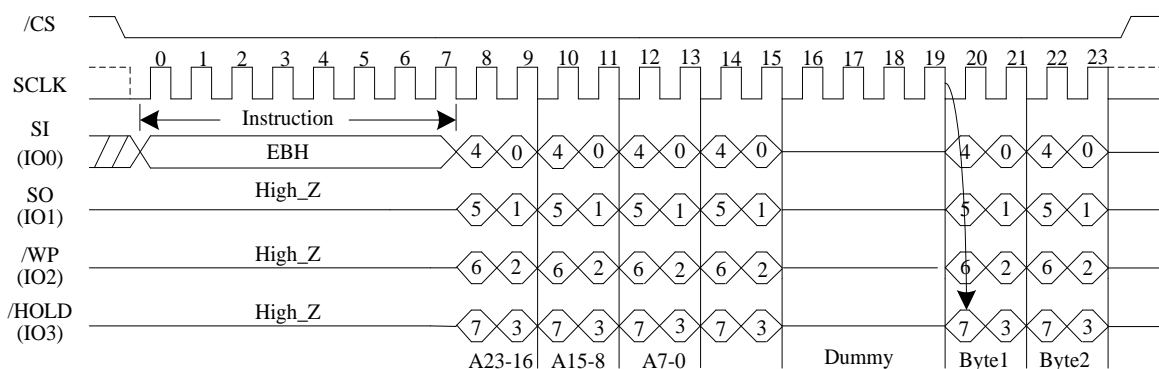 /CS
0 1 2 3 4 5 6 7 8 9 10 11 12 13 14 15 16 17 18 19 20 21 22 23
SCLK
Instruction
SI
(IO0)
EBH
4 0 4 0 4 0 4 0 4 0 4 0
High_Z
SO
(IO1)
5 1 5 1 5 1 5 1 5 1 5 1
High_Z
/WP
(IO2)
6 2 6 2 6 2 6 2 6 2 6 2
High_Z
/HOLD
(IO3)
7 3 7 3 7 3 7 3 7 3 7 3
A23-16 A15-8 A7-0 Dummy Byte1 Byte2